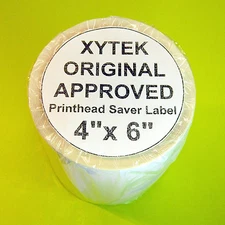 XYTEK
ORIGINAL
APPROVED
Printhead Saver Label
4"x 6"